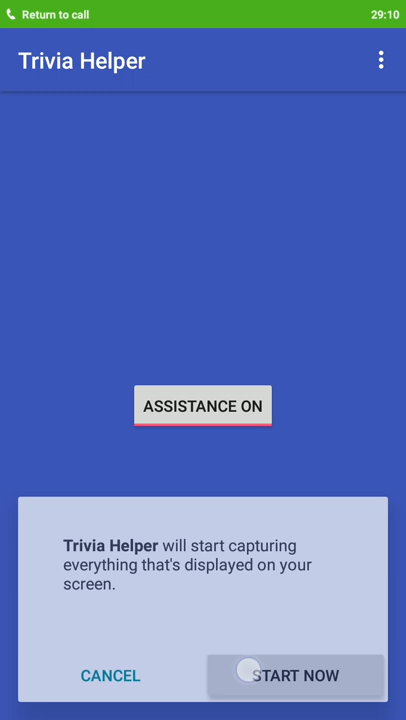 Return to call 29:10
Trivia Helper
ASSISTANCE ON
Trivia Helper will start capturing
everything that's displayed on your
screen.
CANCEL START NOW